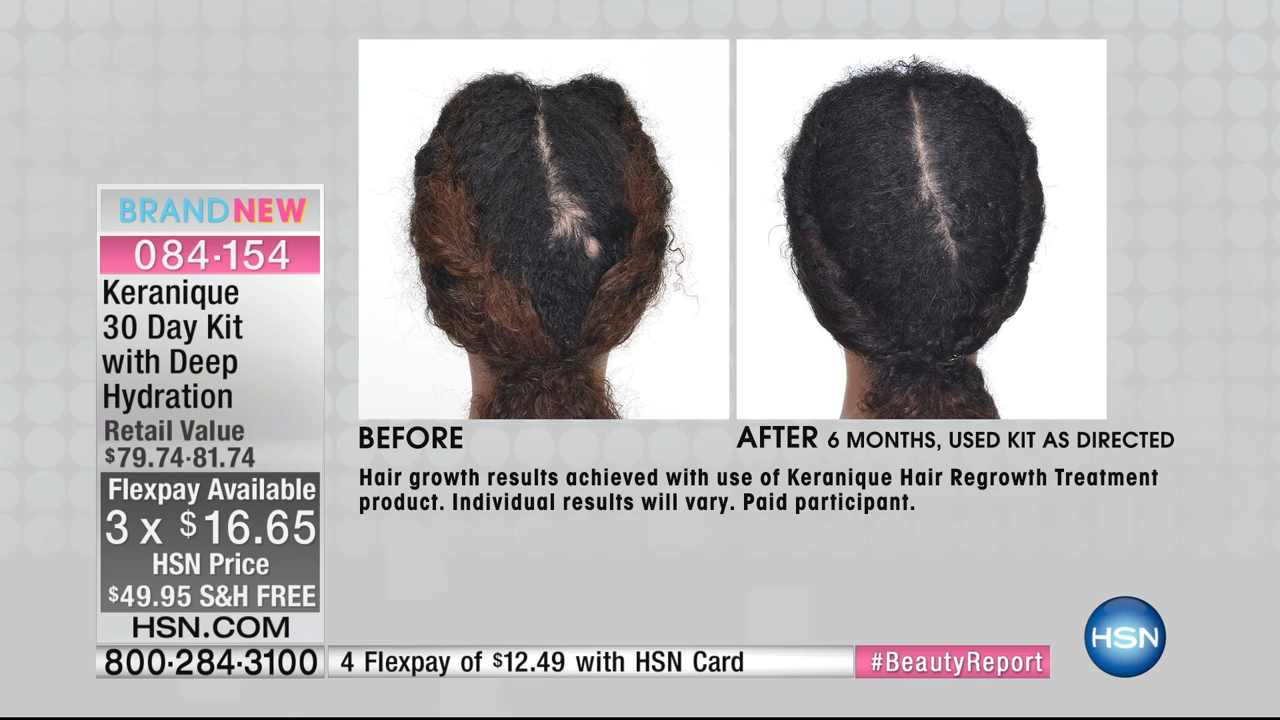 BRAND NEW
084·154
Keranique
30 Day Kit
with Deep
Hydration
Retail Value
$79.74-81.74
Flexpay Available
3 x $16.65
HSN Price
$49.95 S&H FREE
HSN.COM
800·284·3100
BEFORE
AFTER 6 MONTHS, USED KIT AS DIRECTED
Hair growth results achieved with use of Keranique Hair Regrowth Treatment
product. Individual results will vary. Paid participant.
4 Flexpay of $12.49 with HSN Card
#BeautyReport
HSN